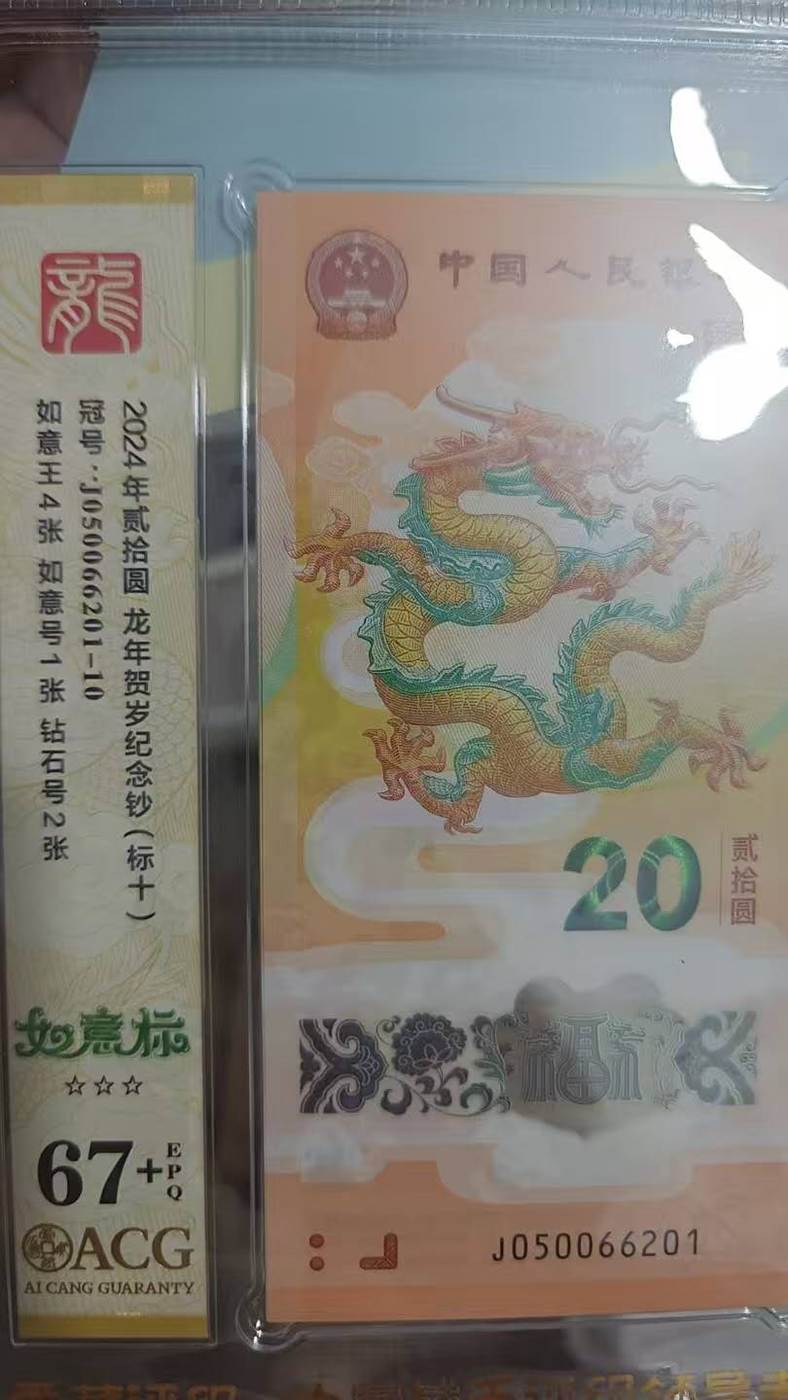 龍
2024年贰拾圆 龙年贺岁纪念钞(标十)
冠号:J050066201-10
如意王4张 如意号1张 钻石号2张
如意标
☆☆☆
67+
EPQ
ACG
AI CANG GUARANTY
中国人民银
20
贰拾圆
福
J050066201